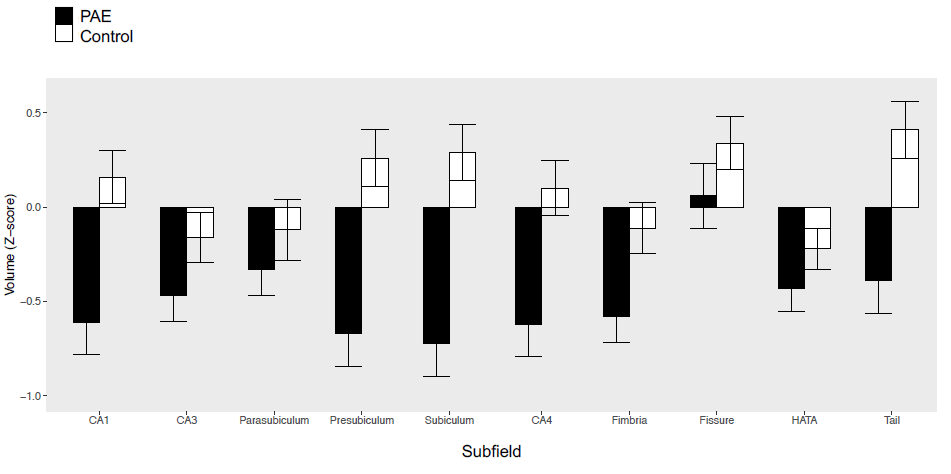 PAE
Control
Volume (Z−score)
0.5
0.0
−0.5
−1.0
CA1 CA3 Parasubiculum Presubiculum Subiculum CA4 Fimbria Fissure HATA Tail
Subfield